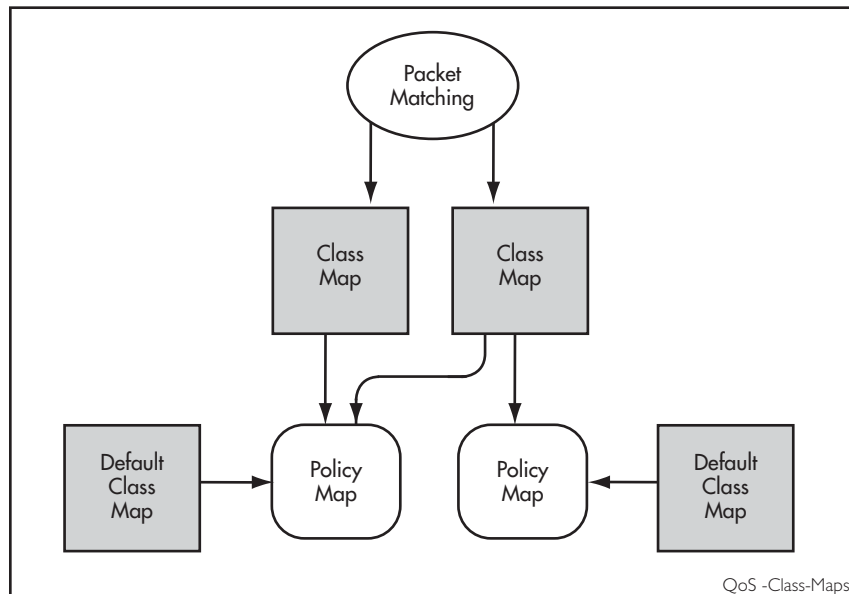 Packet
Matching
Class
Map
Class
Map
Default
Class
Map
Policy
Map
Policy
Map
Default
Class
Map
QoS -Class-Maps